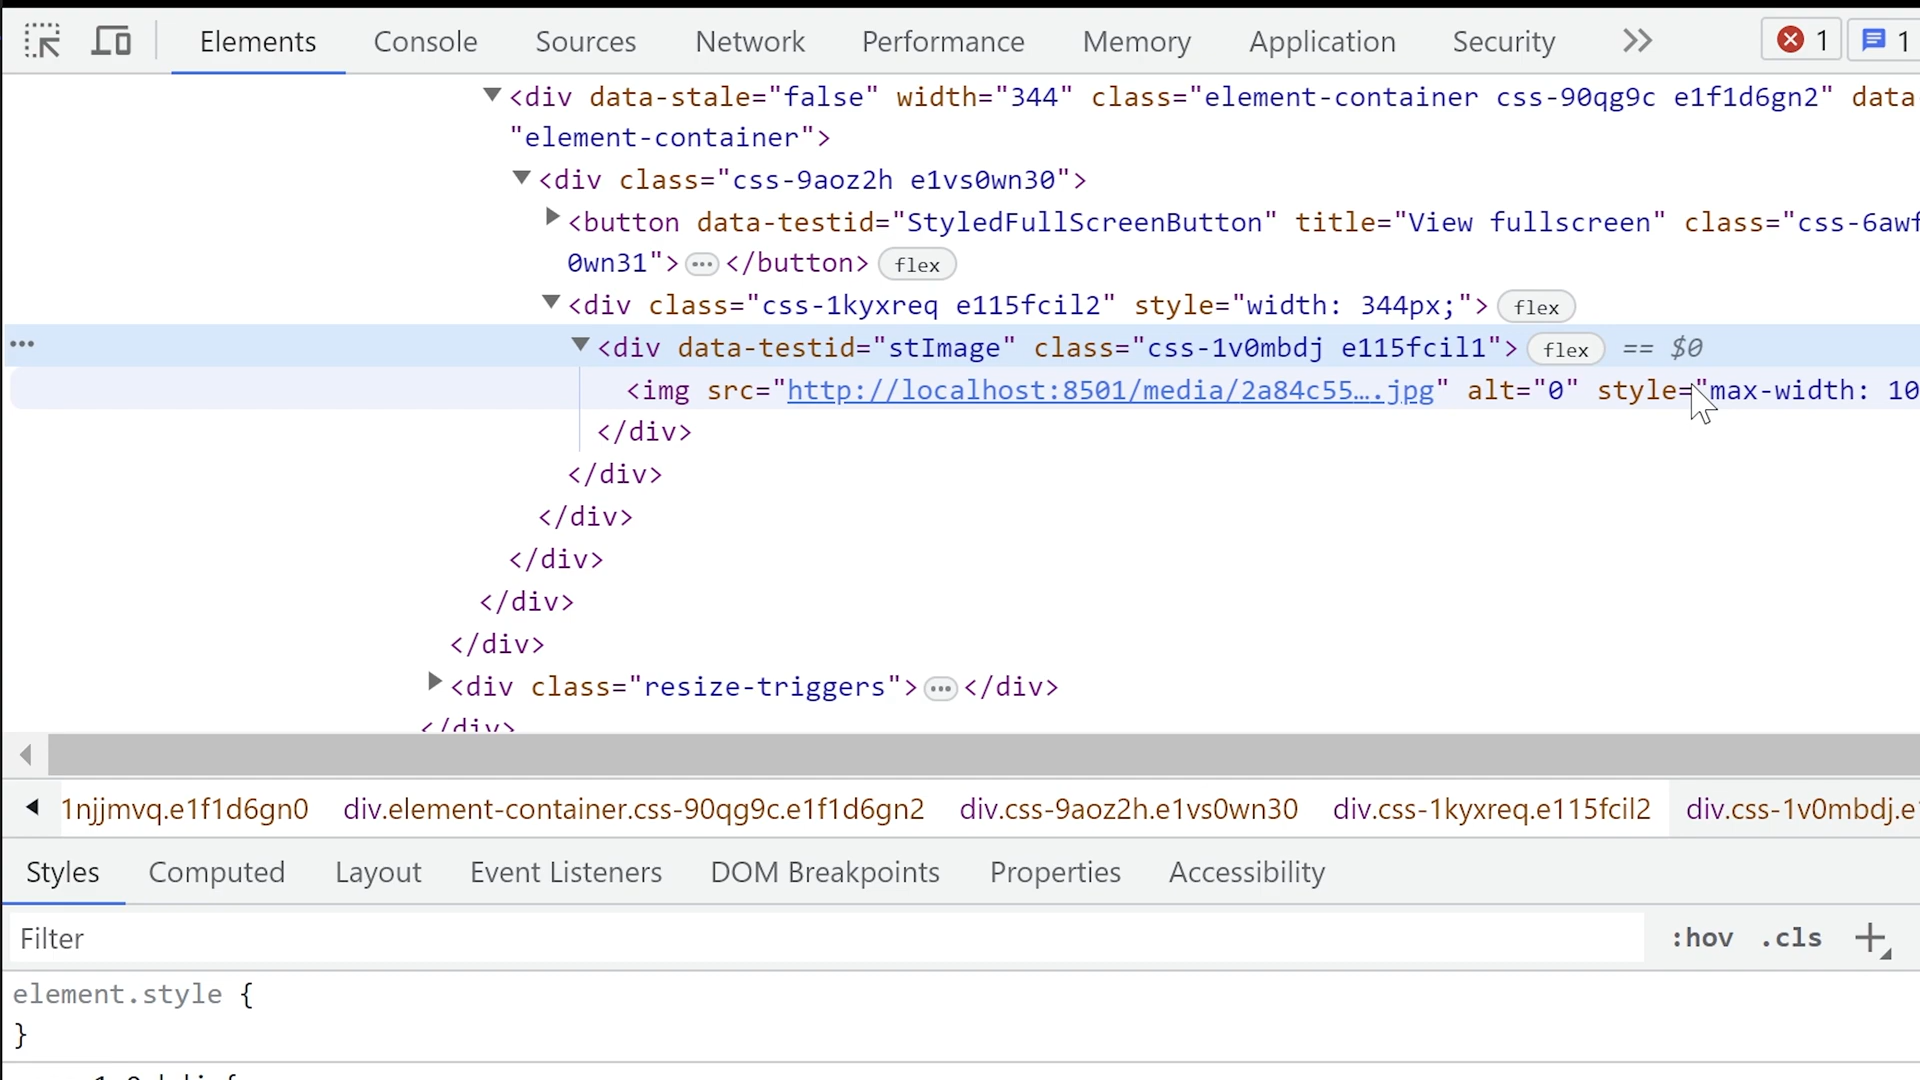 Elements Console Sources Network Performance Memory Application Security 1 1
<div data-stale="false" width="344" class="element-container css-90qg9c e1f1d6gn2" data
"element-container">
<div class="css-9aoz2h e1vs0wn30">
<button data-testid="StyledFullScreenButton" title="View fullscreen" class="css-6awf
0wn31"> ••• </button> flex
<div class="css-1kyxreq e115fcil2" style="width: 344px;"> flex
••• <div data-testid="stImage" class="css-1v0mbdj e115fcil1"> flex == $0
<img src="http://localhost:8501/media/2a84c55….jpg" alt="0" style="max-width: 10
</div>
</div>
</div>
</div>
</div>
</div>
<div class="resize-triggers"> ••• </div>
</div>
1njjmvq.e1f1d6gn0 div.element-container.css-90qg9c.e1f1d6gn2 div.css-9aoz2h.e1vs0wn30 div.css-1kyxreq.e115fcil2 div.css-1v0mbdj.e
Styles Computed Layout Event Listeners DOM Breakpoints Properties Accessibility
Filter :hov .cls
element.style {
}